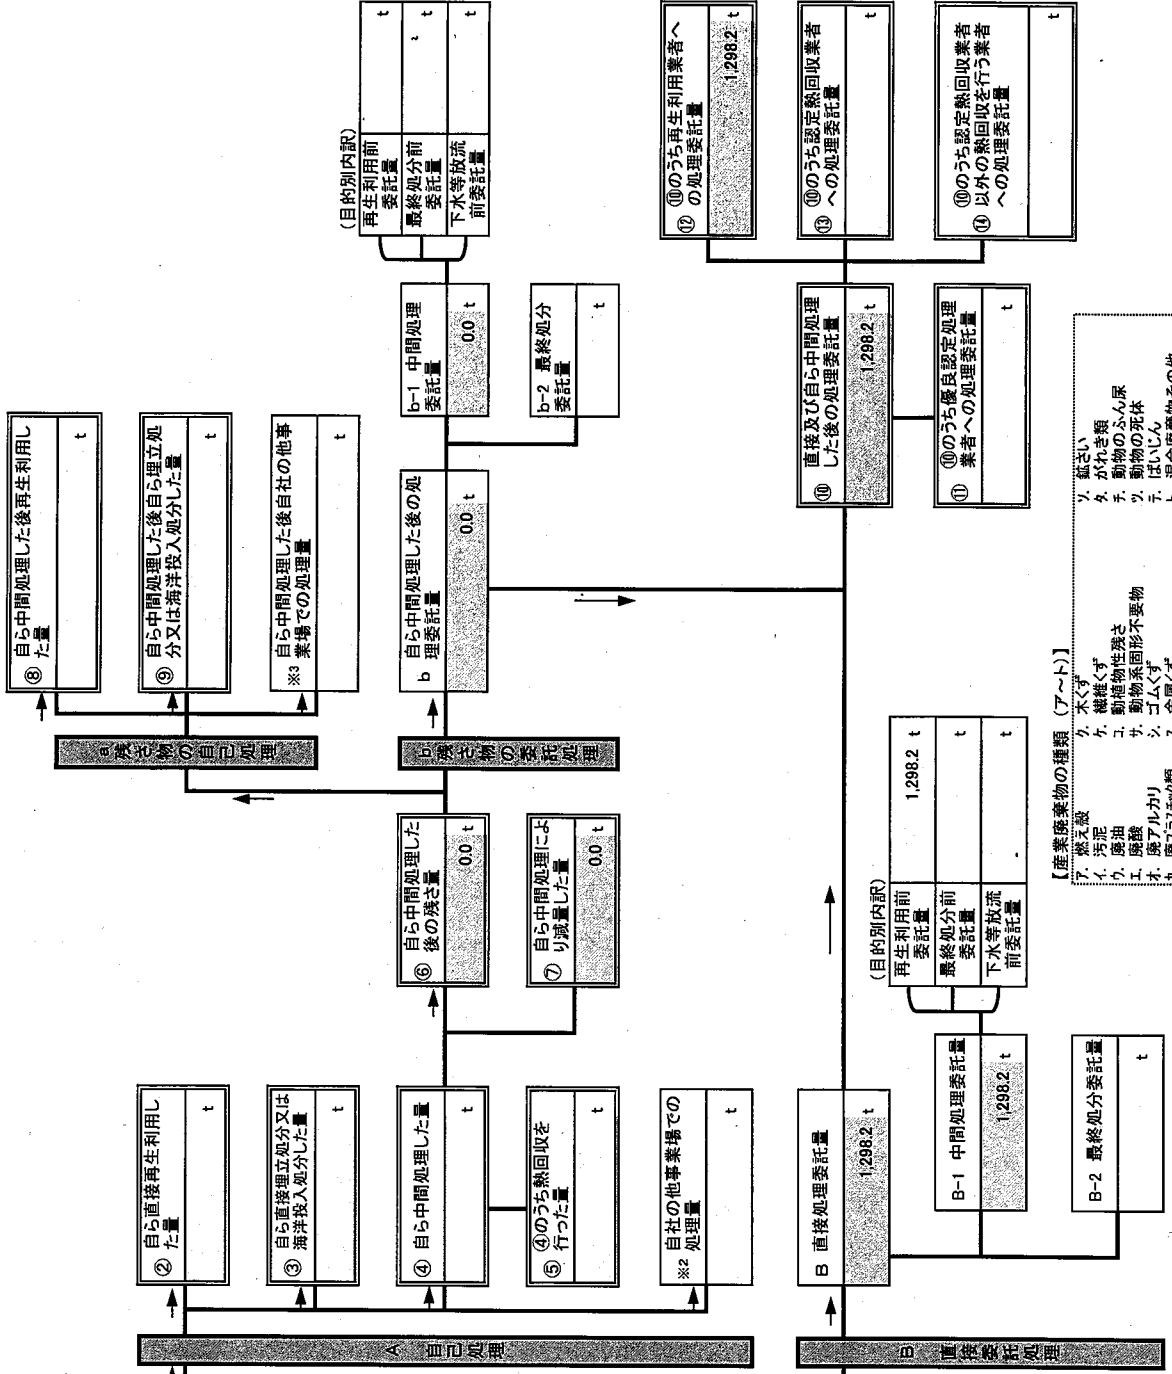 A 自己処理
② 自ら直接再生利用し
た量
t
③ 自ら直接埋立処分又は
海洋投入処分した量
t
④ 自ら中間処理した量
t
⑤ ④のうち熱回収を
行った量
t
※2 自社の他事業場での
処理量
t
⑥ 自ら中間処理した
後の残さ量
0.0 t
⑦ 自ら中間処理によ
り減量した量
0.0 t
a 残さ物の自己処理
⑧ 自ら中間処理した後再生利用し
た量
t
⑨ 自ら中間処理した後自ら埋立処
分又は海洋投入処分した量
t
※3 自ら中間処理した後自社の他事
業場での処理量
t
b 残さ物の委託処理
b 自ら中間処理した後の処
理委託量
0.0 t
b-1 中間処理
委託量
0.0 t
b-2 最終処分
委託量
t
(目的別内訳)
再生利用前
委託量
t
最終処分前
委託量
t
下水等放流
前委託量
t
B 直接委託処理
B 直接処理委託量
1,298.2 t
B-1 中間処理委託量
1,298.2 t
B-2 最終処分委託量
t
(目的別内訳)
再生利用前
委託量
1,298.2 t
最終処分前
委託量
t
下水等放流
前委託量
t
⑩ 直接及び自ら中間処理
した後の処理委託量
1,298.2 t
⑪ ⑩のうち優良認定処理
業者への処理委託量
t
⑫ ⑩のうち再生利用業者へ
の処理委託量
1,298.2 t
⑬ ⑩のうち認定熱回収業者
への処理委託量
t
⑭ ⑩のうち認定熱回収業者
以外の熱回収を行う業者
への処理委託量
t
【産業廃棄物の種類(ア~ト)】
ア. 燃え殻
イ. 汚泥
ウ. 廃油
エ. 廃酸
オ. 廃アルカリ
カ. 廃プラスチック類
ク. 木くず
ケ. 繊維くず
コ. 動植物性残さ
サ. 動物系固形不要物
シ. ゴムくず
ス. 金属くず
ソ. 鉱さい
タ. がれき類
チ. 動物のふん尿
ツ. 動物の死体
テ. ばいじん
ト. 混合廃棄物その他